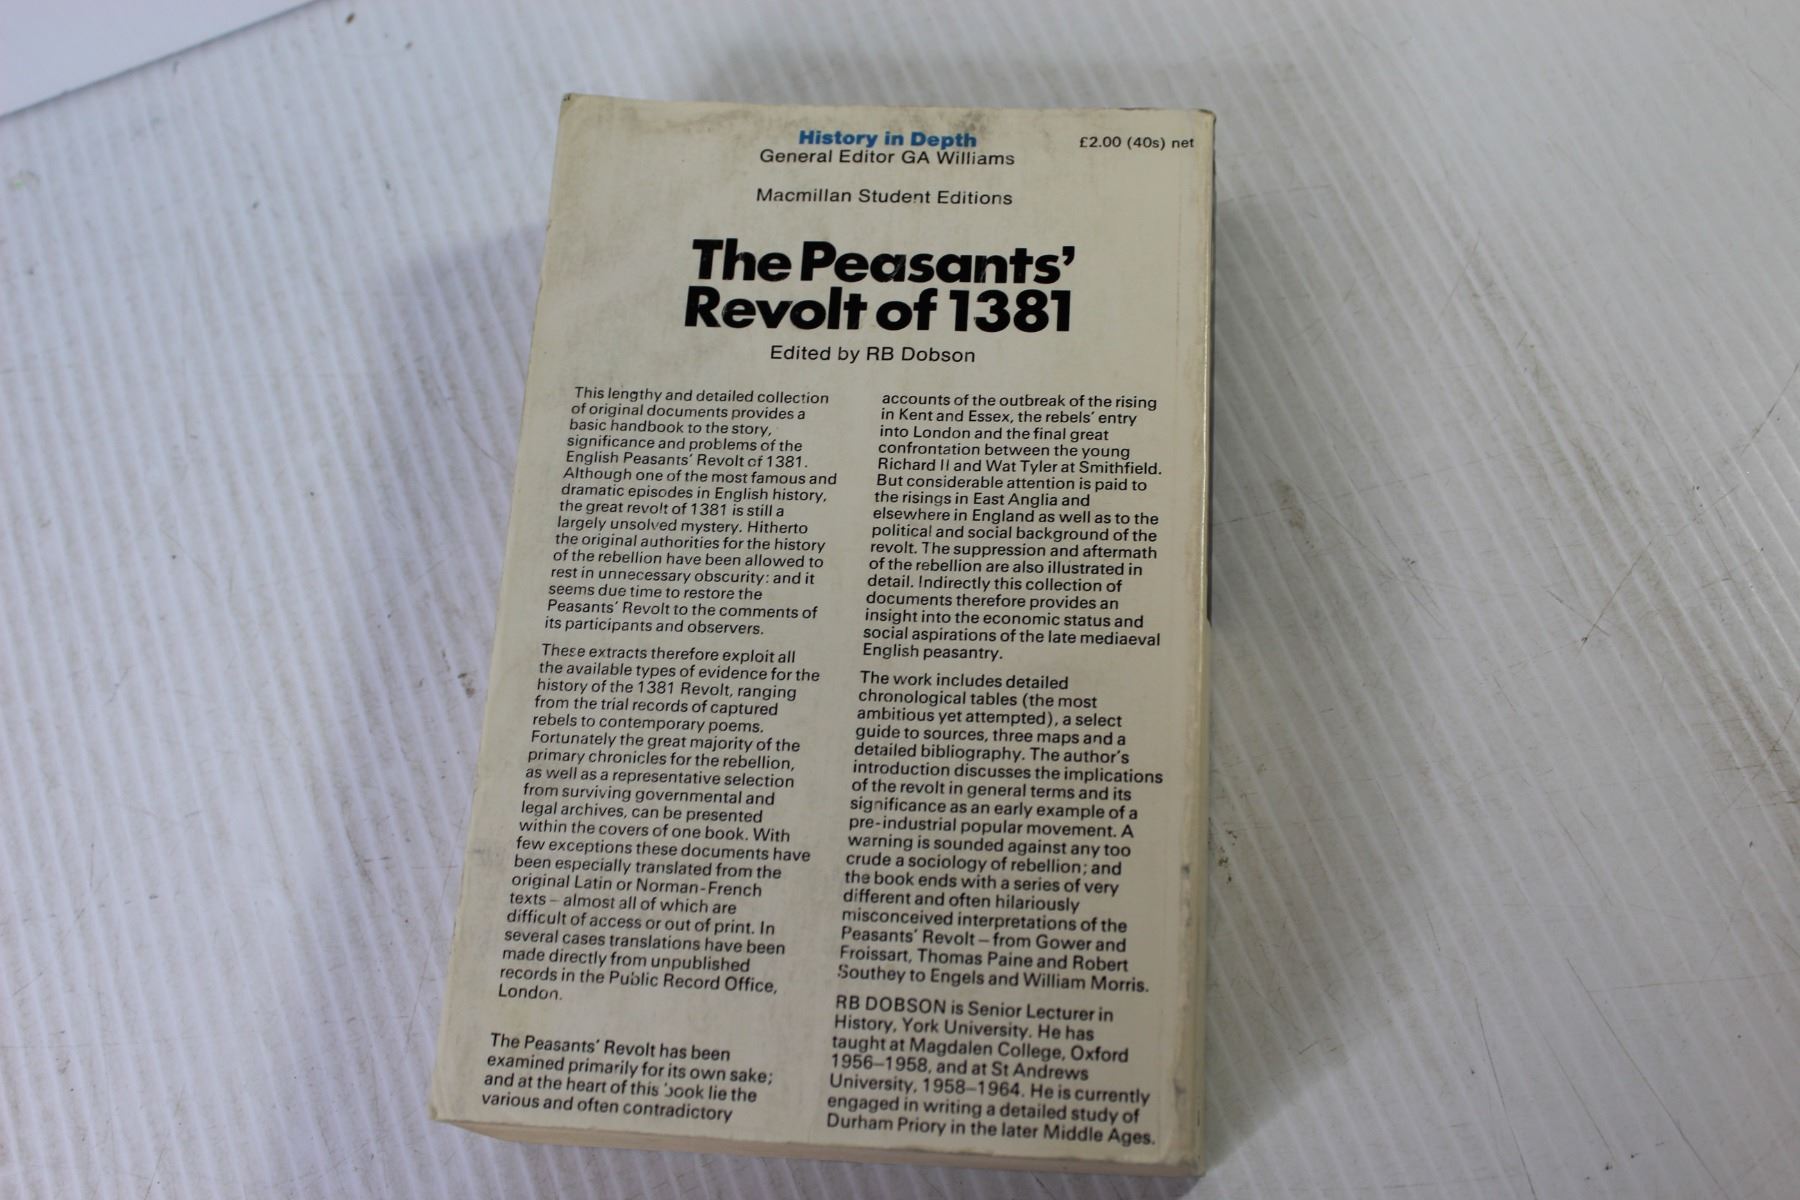 History in Depth
General Editor GA Williams
£2.00 (40s) net
Macmillan Student Editions
The Peasants'
Revolt of 1381
Edited by RB Dobson
This lengthy and detailed collection
of original documents provides a
basic handbook to the story,
significance and problems of the
English Peasants' Revolt of 1381.
Although one of the most famous and
dramatic episodes in English history,
the great revolt of 1381 is still a
largely unsolved mystery. Hitherto
the original authorities for the history
of the rebellion have been allowed to
rest in unnecessary obscurity: and it
seems due time to restore the
Peasants' Revolt to the comments of
its participants and observers.
These extracts therefore exploit all
the available types of evidence for the
history of the 1381 Revolt, ranging
from the trial records of captured
rebels to contemporary poems.
Fortunately the great majority of the
primary chronicles for the rebellion,
as well as a representative selection
from surviving governmental and
legal archives, can be presented
within the covers of one book. With
few exceptions these documents have
been especially translated from the
original Latin or Norman-French
texts – almost all of which are
difficult of access or out of print. In
several cases translations have been
made directly from unpublished
records in the Public Record Office,
London.
The Peasants' Revolt has been
examined primarily for its own sake;
and at the heart of this book lie the
various and often contradictory
accounts of the outbreak of the rising
in Kent and Essex, the rebels' entry
into London and the final great
confrontation between the young
Richard II and Wat Tyler at Smithfield.
But considerable attention is paid to
the risings in East Anglia and
elsewhere in England as well as to the
political and social background of the
revolt. The suppression and aftermath
of the rebellion are also illustrated in
detail. Indirectly this collection of
documents therefore provides an
insight into the economic status and
social aspirations of the late mediaeval
English peasantry.
The work includes detailed
chronological tables (the most
ambitious yet attempted), a select
guide to sources, three maps and a
detailed bibliography. The author's
introduction discusses the implications
of the revolt in general terms and its
significance as an early example of a
pre-industrial popular movement. A
warning is sounded against any too
crude a sociology of rebellion; and
the book ends with a series of very
different and often hilariously
misconceived interpretations of the
Peasants' Revolt – from Gower and
Froissart, Thomas Paine and Robert
Southey to Engels and William Morris.
RB DOBSON is Senior Lecturer in
History, York University. He has
taught at Magdalen College, Oxford
1956–1958, and at St Andrews
University, 1958–1964. He is currently
engaged in writing a detailed study of
Durham Priory in the later Middle Ages.